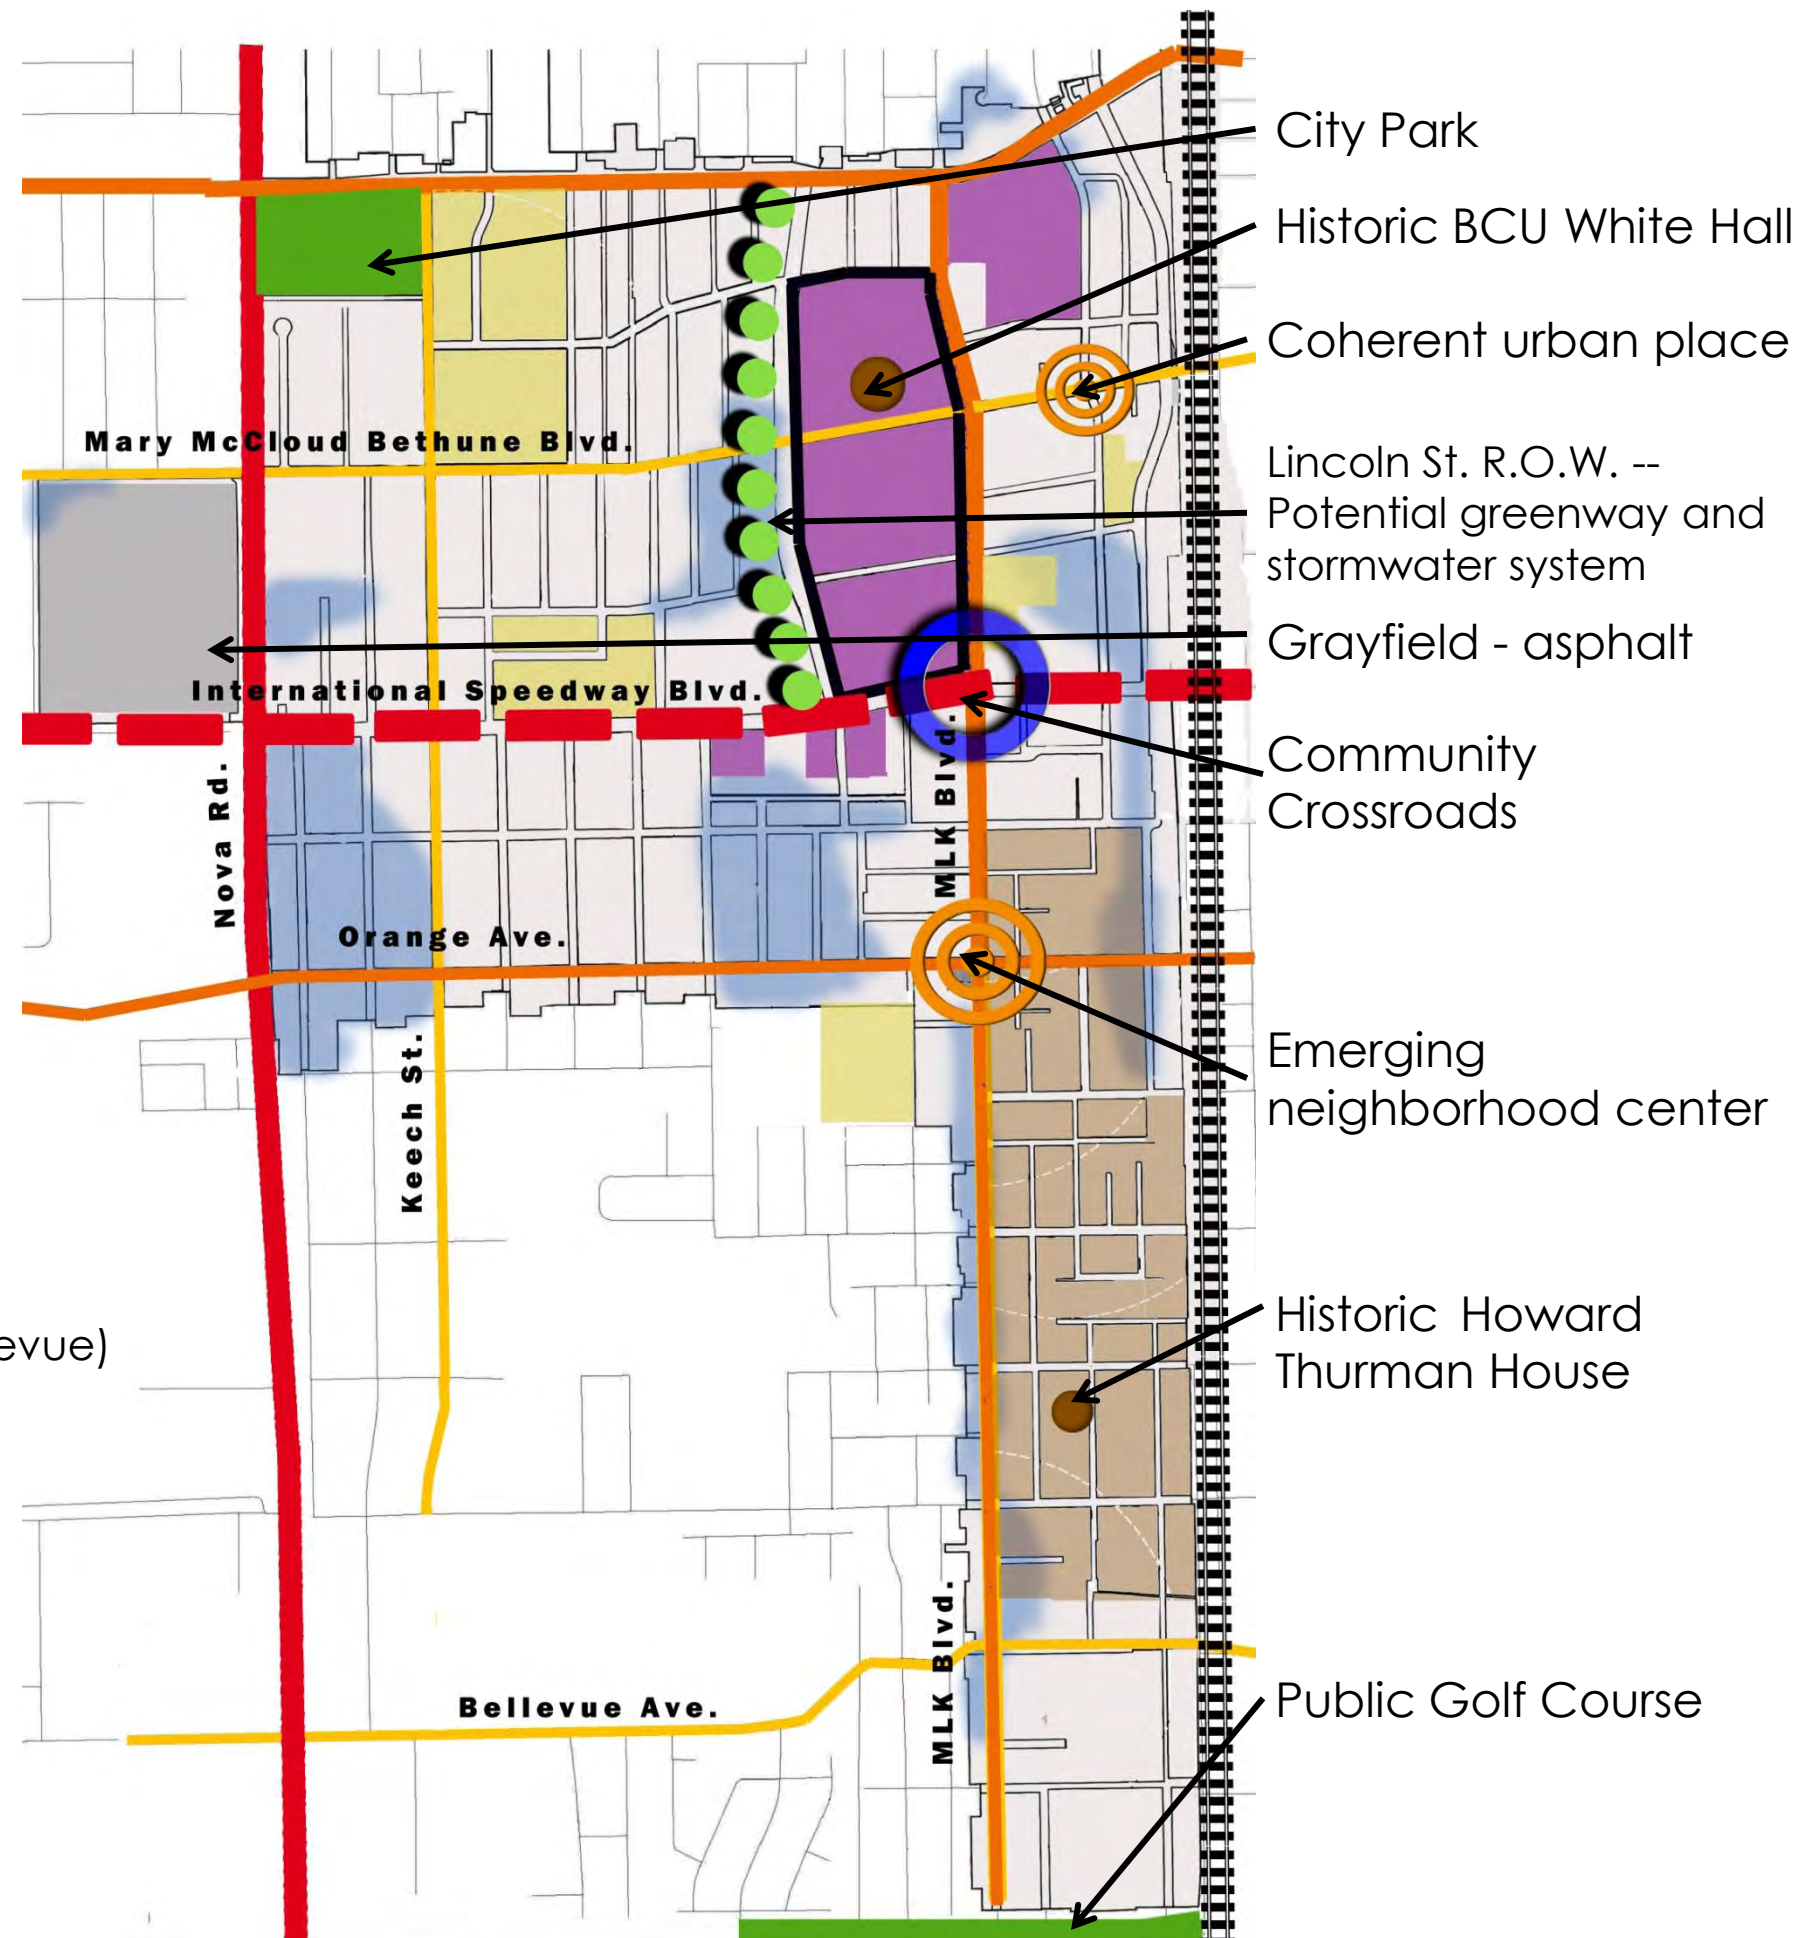 City Park
Historic BCU White Hall
Coherent urban place
Mary McCloud Bethune Blvd.
Lincoln St. R.O.W. --
Potential greenway and
stormwater system
Grayfield - asphalt
International Speedway Blvd.
Community
Crossroads
Nova Rd.
MLK Blvd.
Orange Ave.
Emerging
neighborhood center
Keech St.
Historic Howard
Thurman House
evue)
MLK Blvd.
Bellevue Ave.
Public Golf Course